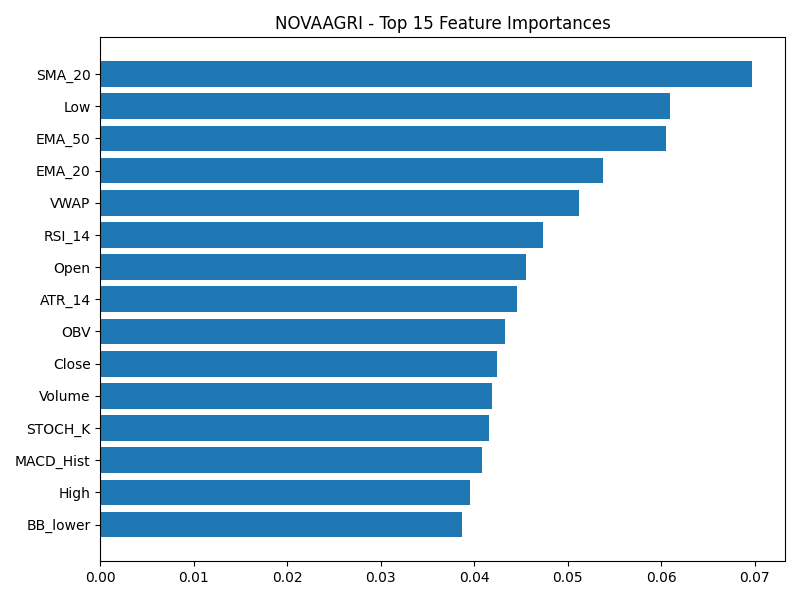 NOVAAGRI - Top 15 Feature Importances
SMA_20
Low
EMA_50
EMA_20
VWAP
RSI_14
Open
ATR_14
OBV
Close
Volume
STOCH_K
MACD_Hist
High
BB_lower
0.00 0.01 0.02 0.03 0.04 0.05 0.06 0.07